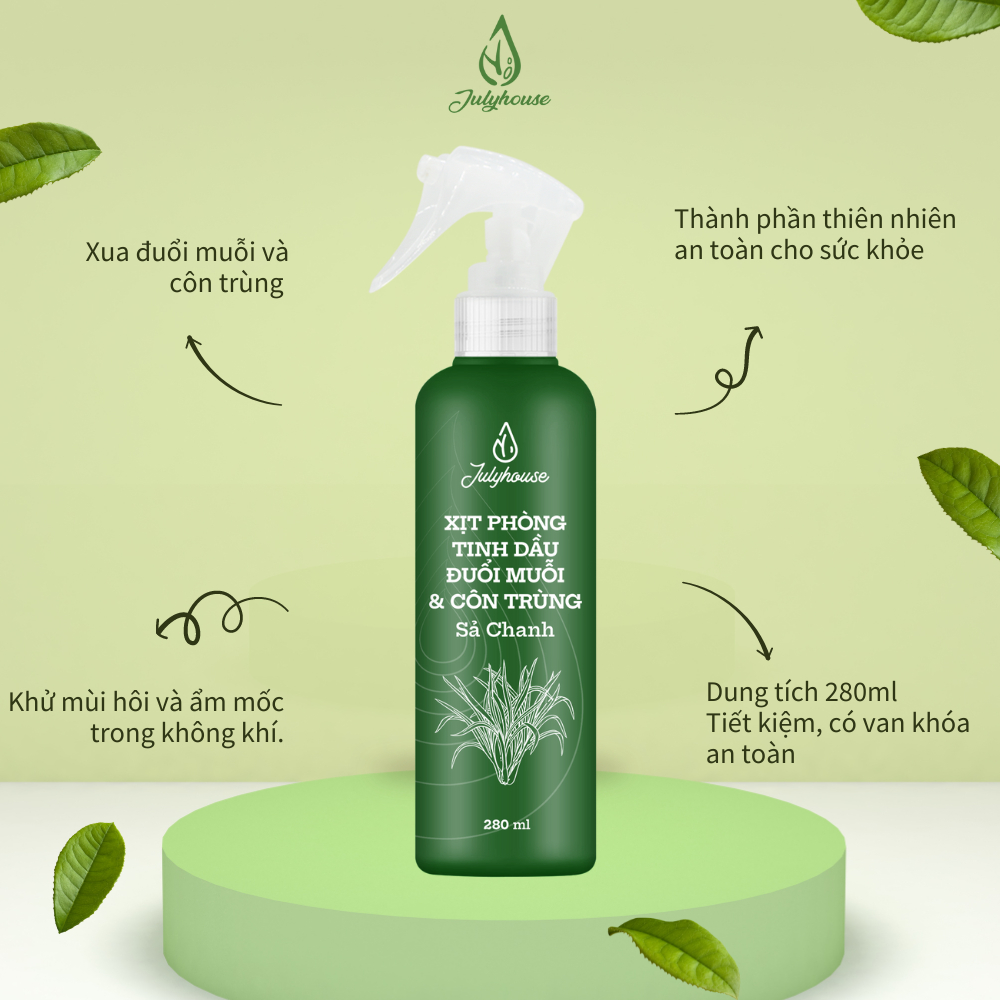 Julyhouse
Xua đuổi muỗi và
côn trùng
Thành phần thiên nhiên
an toàn cho sức khỏe
Julyhouse
XỊT PHÒNG
TINH DẦU
ĐUỔI MUỖI
& CÔN TRÙNG
Sả Chanh
280 ml
Khử mùi hôi và ẩm mốc
trong không khí.
Dung tích 280ml
Tiết kiệm, có van khóa
an toàn